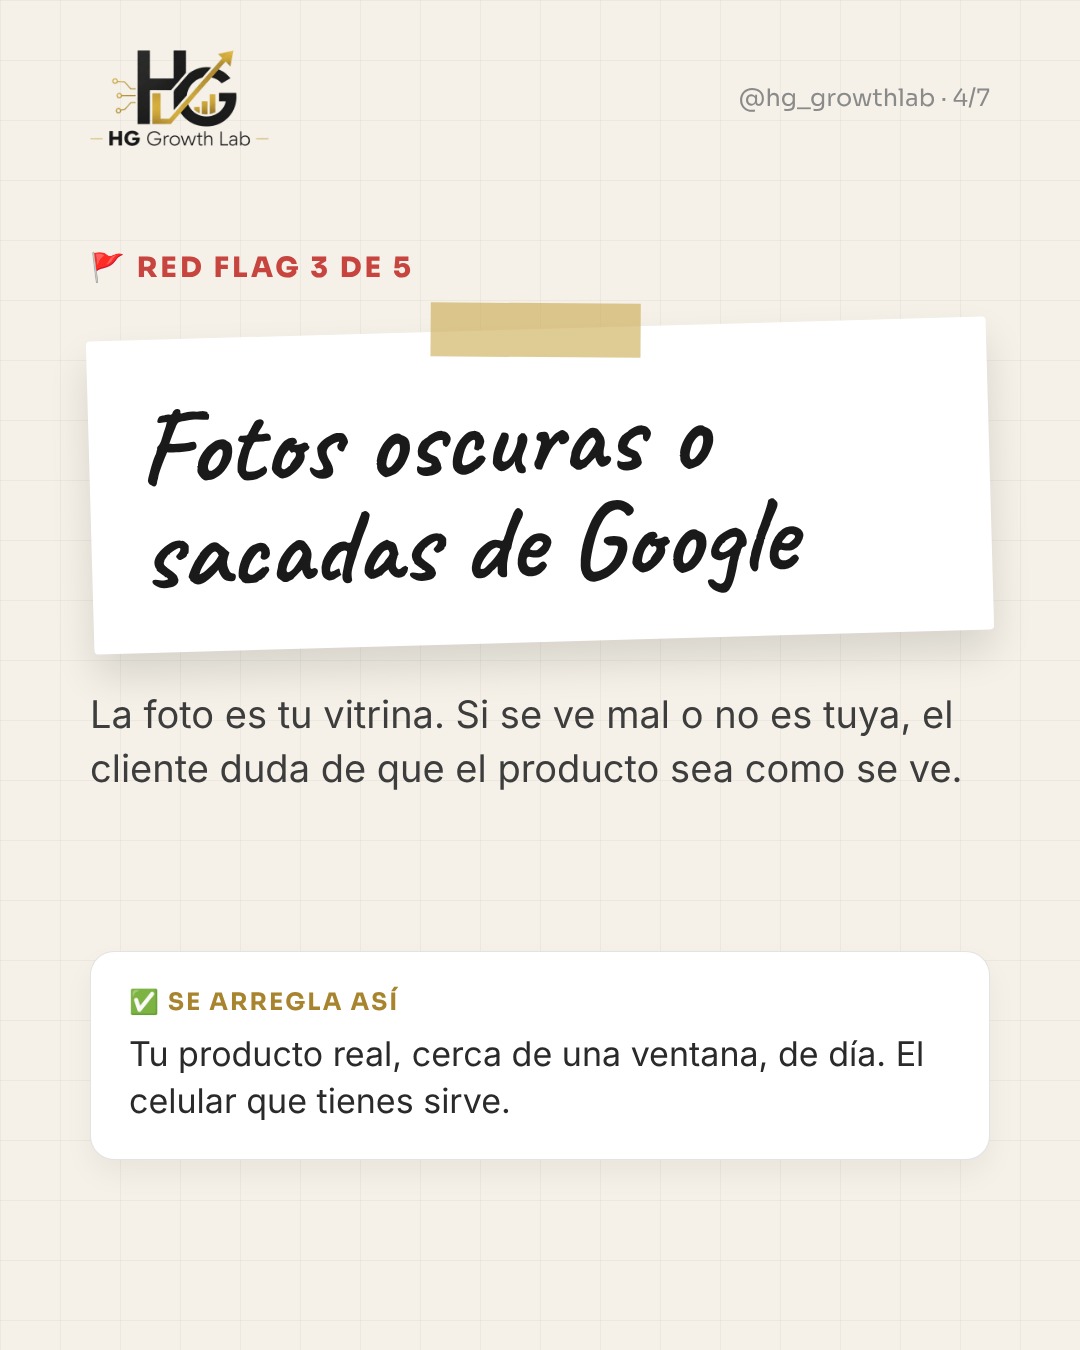 HG
HG Growth Lab
@hg_growthlab · 4/7
🚩 RED FLAG 3 DE 5
Fotos oscuras o
sacadas de Google
La foto es tu vitrina. Si se ve mal o no es tuya, el
cliente duda de que el producto sea como se ve.
✅ SE ARREGLA ASÍ
Tu producto real, cerca de una ventana, de día. El
celular que tienes sirve.